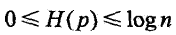 0 ≤ H(p) ≤ log n